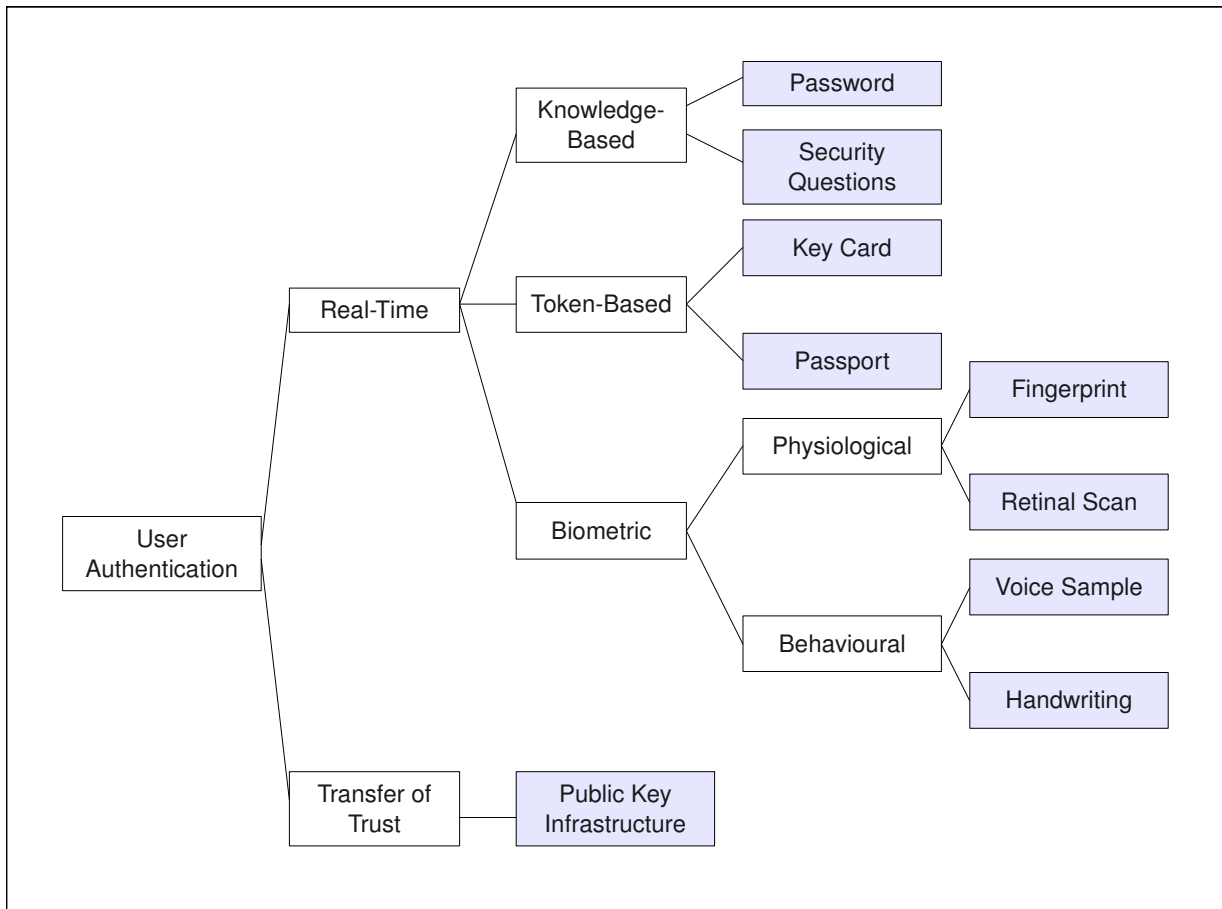 Password
Knowledge-
Based
Security
Questions
Key Card
Real-Time
Token-Based
Passport
Fingerprint
Physiological
Retinal Scan
User
Authentication
Biometric
Voice Sample
Behavioural
Handwriting
Transfer of
Trust
Public Key
Infrastructure